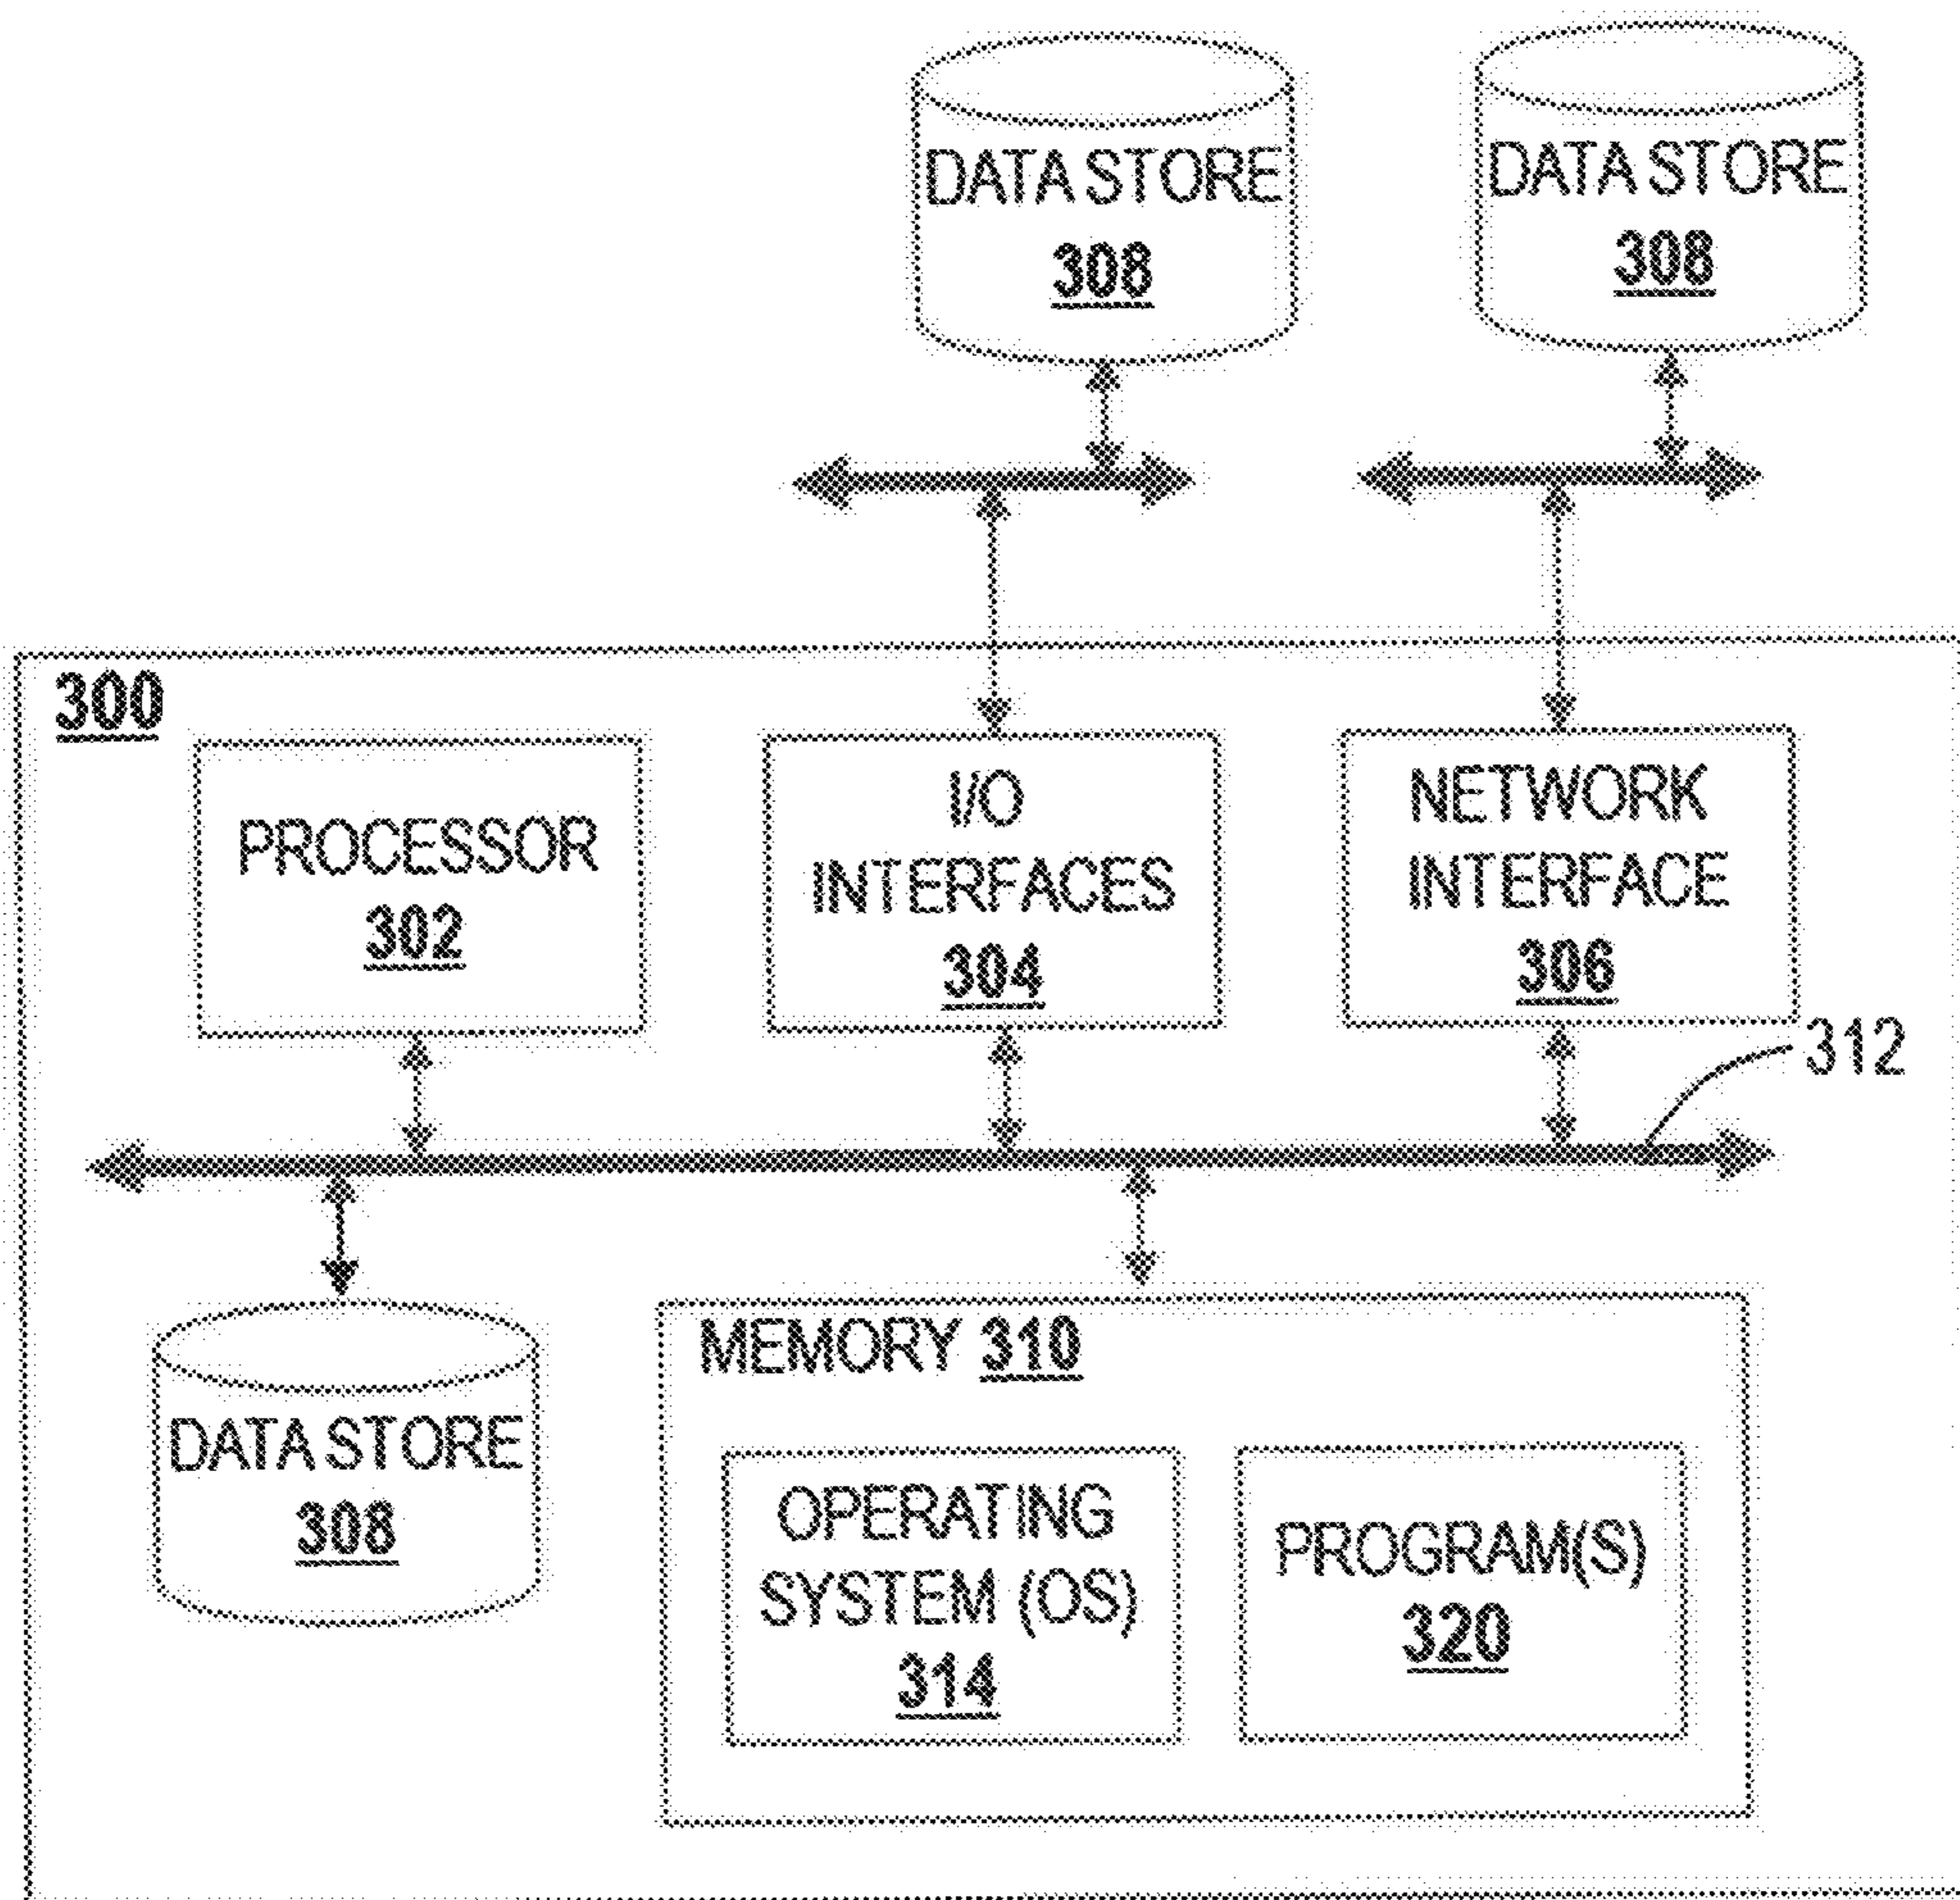 DATA STORE
308
DATA STORE
308
300
PROCESSOR
302
I/O
INTERFACES
304
NETWORK
INTERFACE
306
312
DATA STORE
308
MEMORY 310
OPERATING
SYSTEM (OS)
314
PROGRAM(S)
320